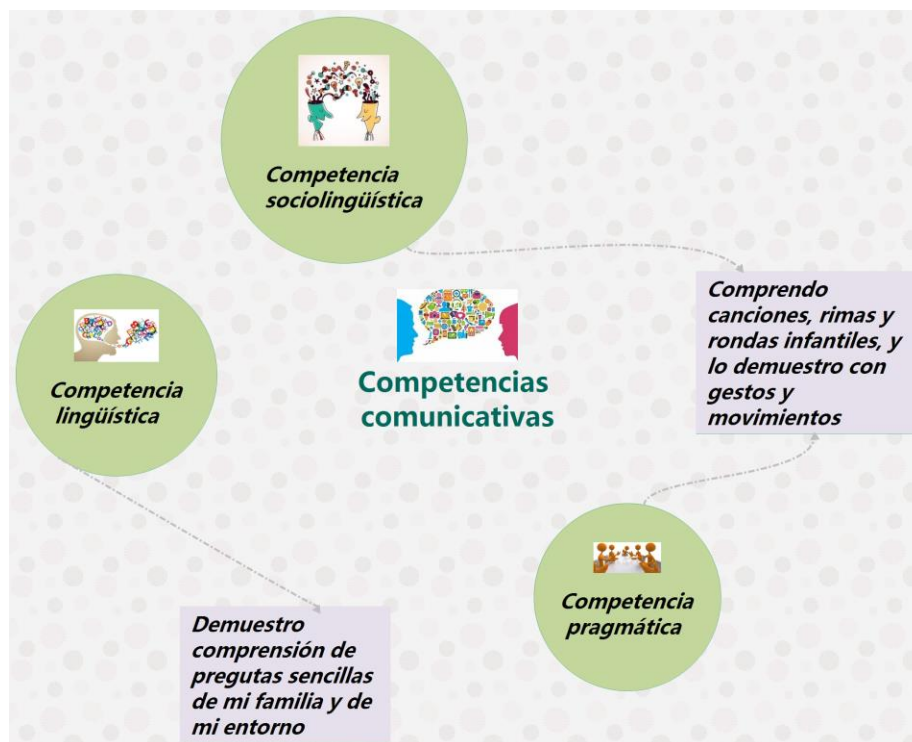 Competencia
sociolingüística
Competencia
lingüística
Competencias
comunicativas
Comprendo
canciones, rimas y
rondas infantiles, y
lo demuestro con
gestos y
movimientos
Competencia
pragmática
Demuestro
comprensión de
pregutas sencillas
de mi familia y de
mi entorno